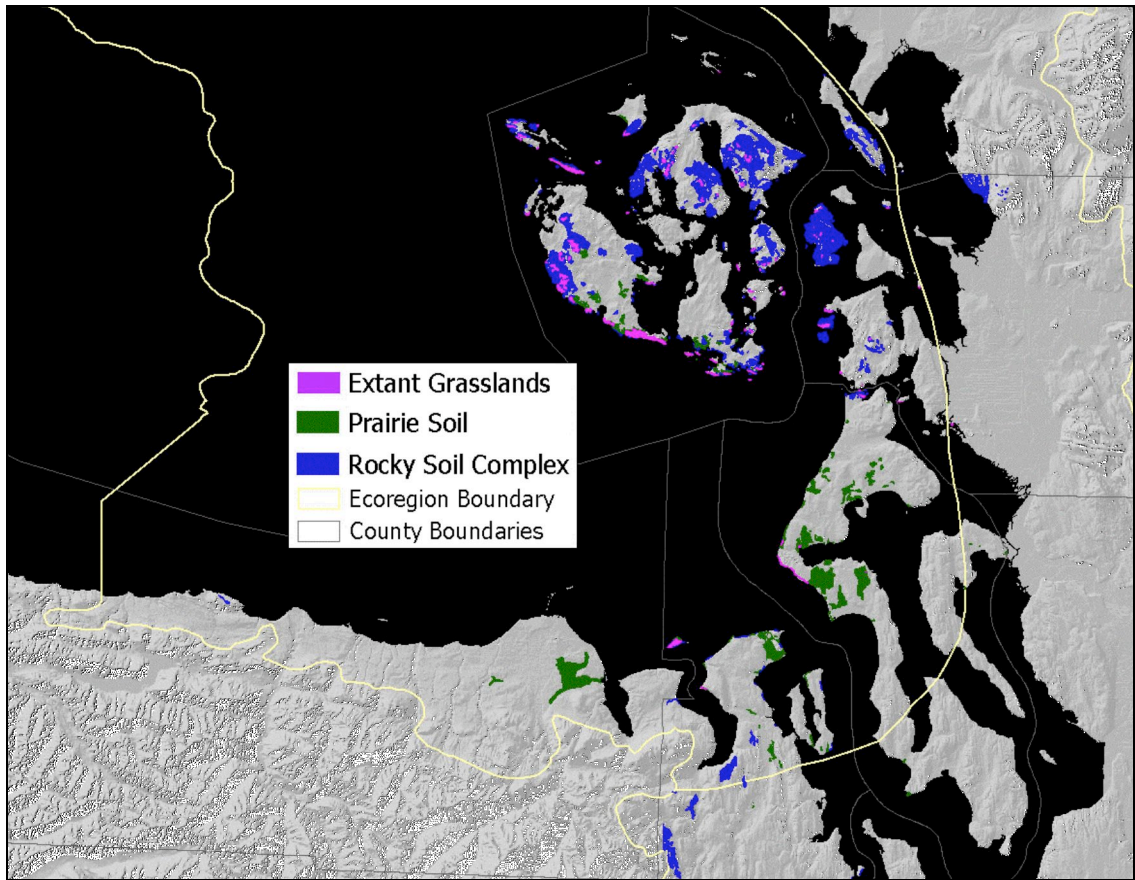 Extant Grasslands
Prairie Soil
Rocky Soil Complex
Ecoregion Boundary
County Boundaries